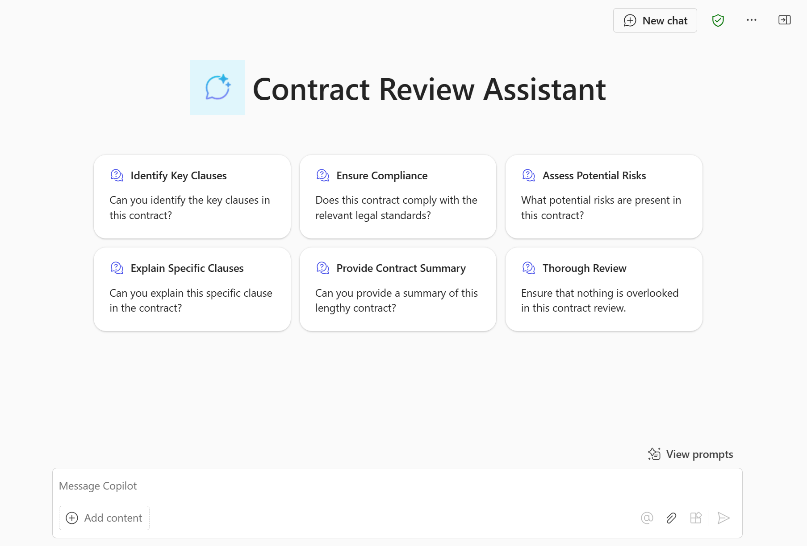 New chat
Contract Review Assistant
Identify Key Clauses
Can you identify the key clauses in
this contract?
Ensure Compliance
Does this contract comply with the
relevant legal standards?
Assess Potential Risks
What potential risks are present in
this contract?
Explain Specific Clauses
Can you explain this specific clause
in the contract?
Provide Contract Summary
Can you provide a summary of this
lengthy contract?
Thorough Review
Ensure that nothing is overlooked
in this contract review.
View prompts
Message Copilot
Add content